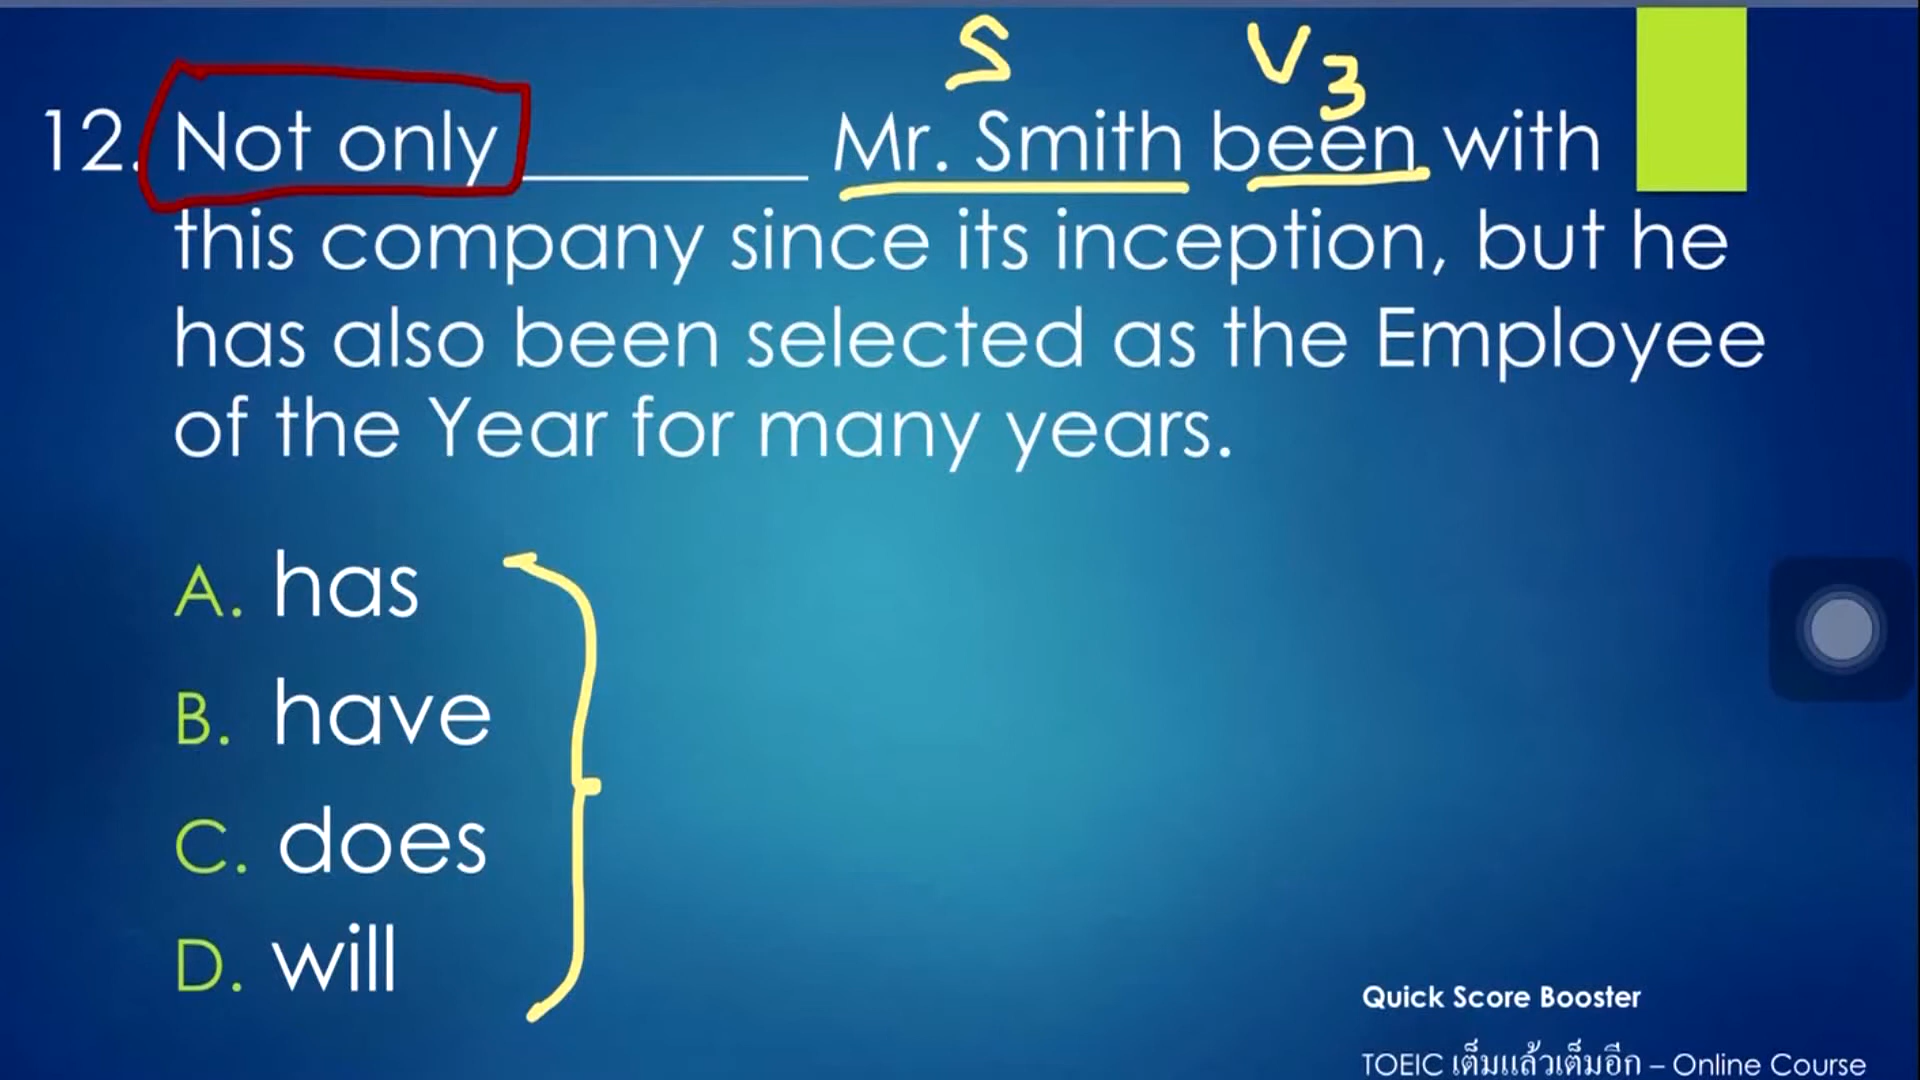 S V3
12. Not only ________ Mr. Smith been with
this company since its inception, but he
has also been selected as the Employee
of the Year for many years.
A. has
B. have
C. does
D. will
Quick Score Booster
TOEIC เต็มแล้วเต็มอีก – Online Course